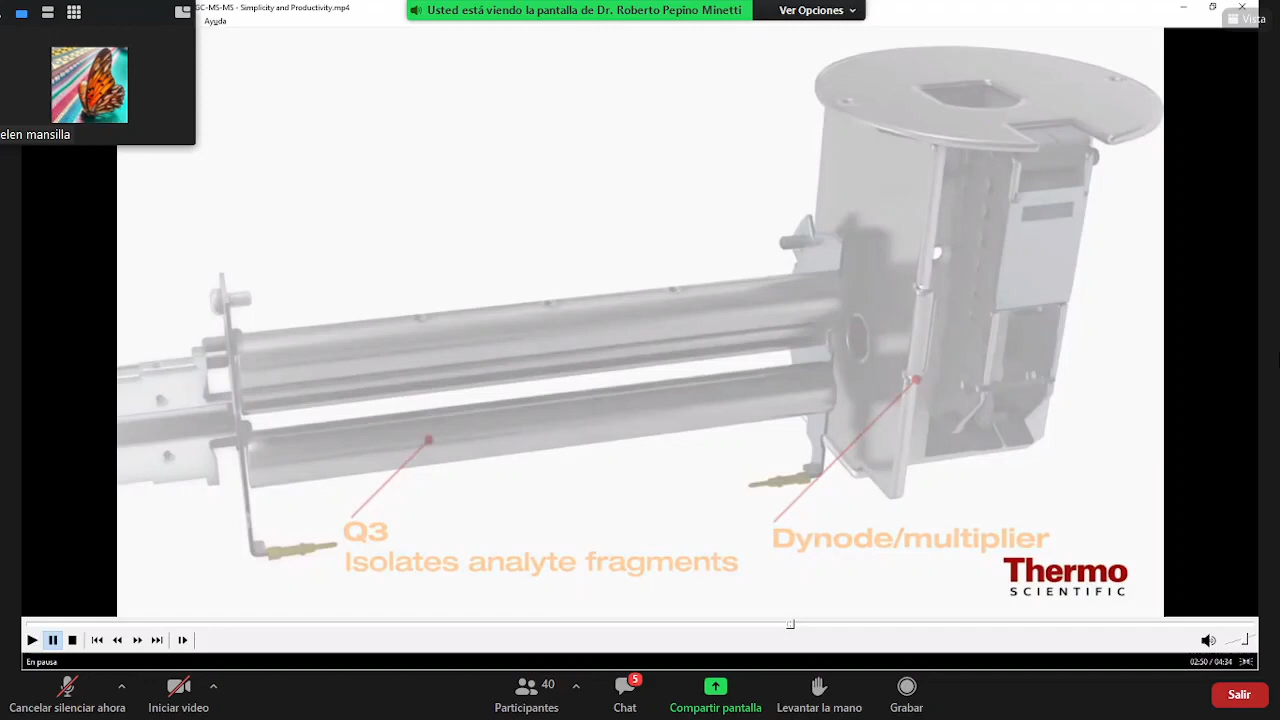 GC-MS-MS - Simplicity and Productivity.mp4
Usted está viendo la pantalla de Dr. Roberto Pepino Minetti
Ver Opciones
Ayuda
Vista
elen mansilla
Q3
Isolates analyte fragments
Dynode/multiplier
Thermo
SCIENTIFIC
En pausa
02:50 / 04:34
Cancelar silenciar ahora
Iniciar video
40
Participantes
5
Chat
Compartir pantalla
Levantar la mano
Grabar
Salir